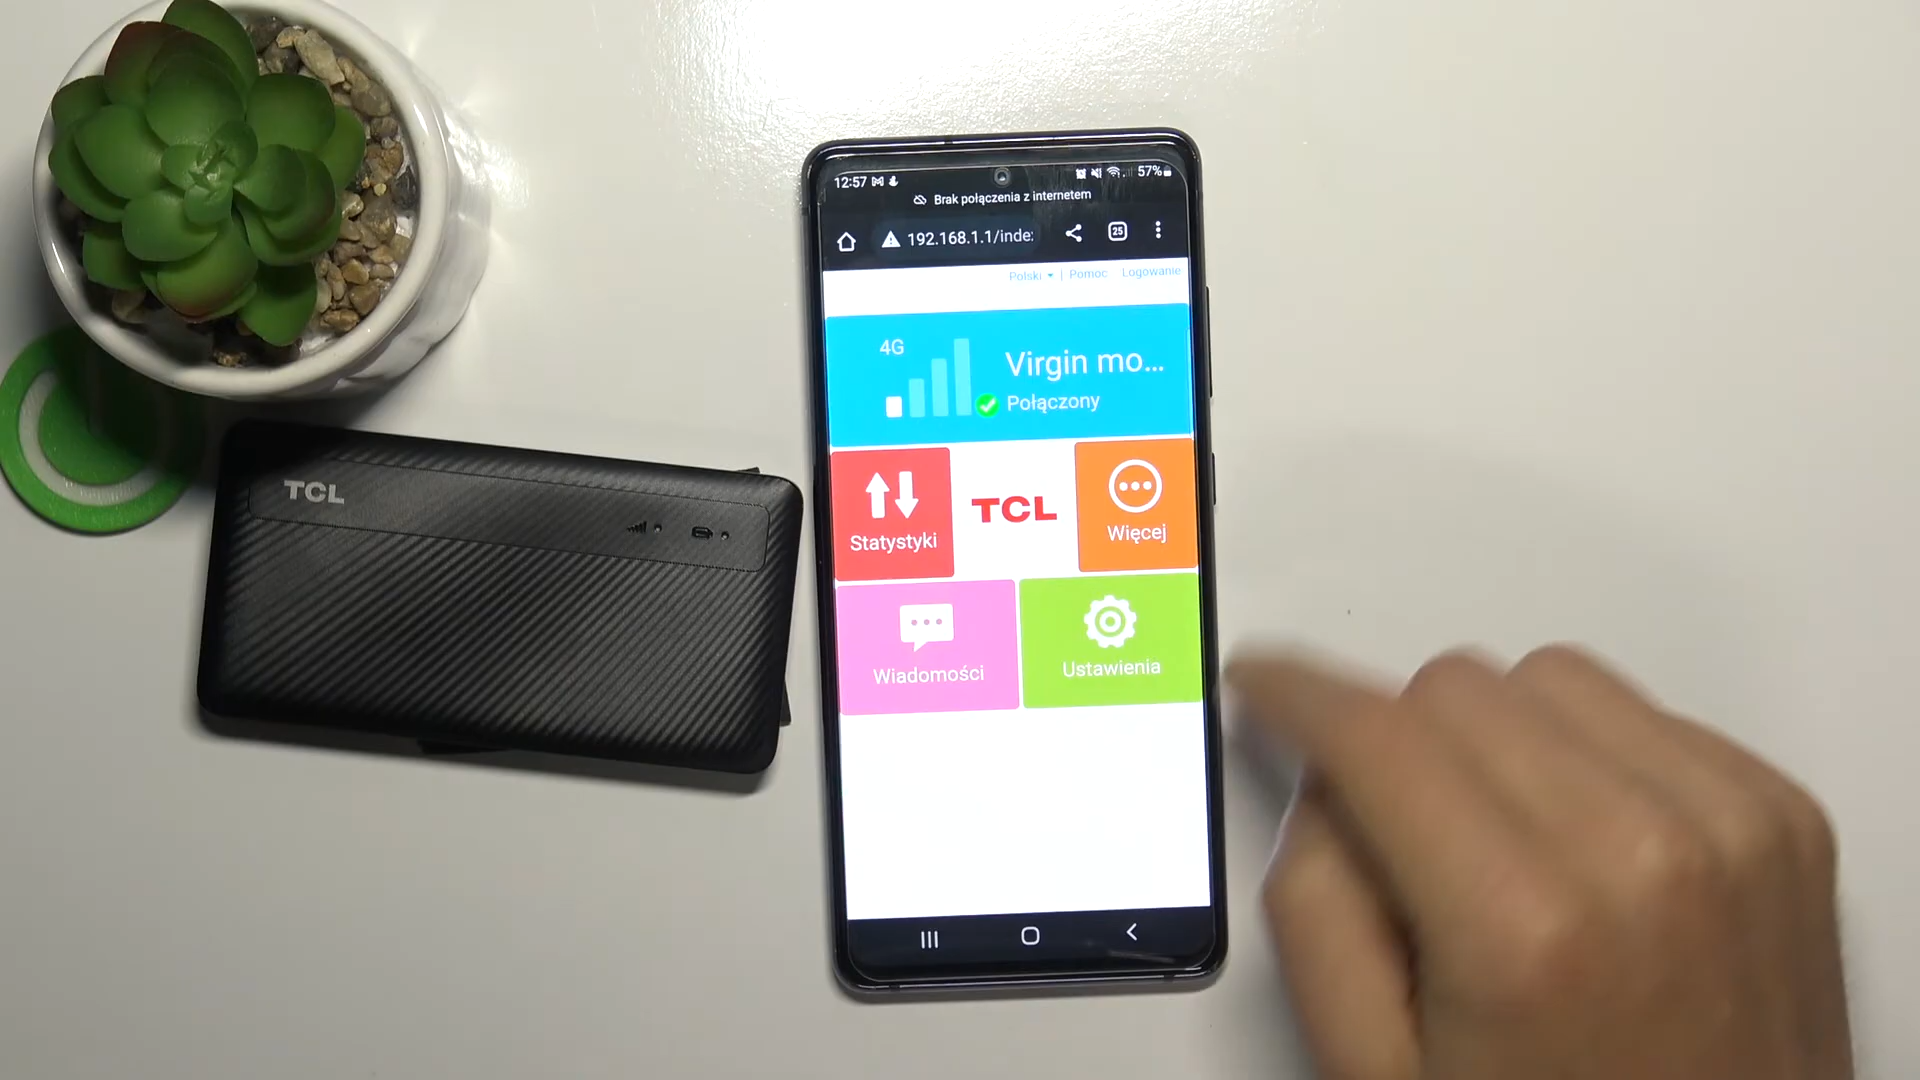 TCL
12:57
57%
Brak połączenia z internetem
192.168.1.1/inde:
25
Polski | Pomoc Logowanie
4G
Virgin mo...
Połączony
Statystyki
TCL
Więcej
Wiadomości
Ustawienia